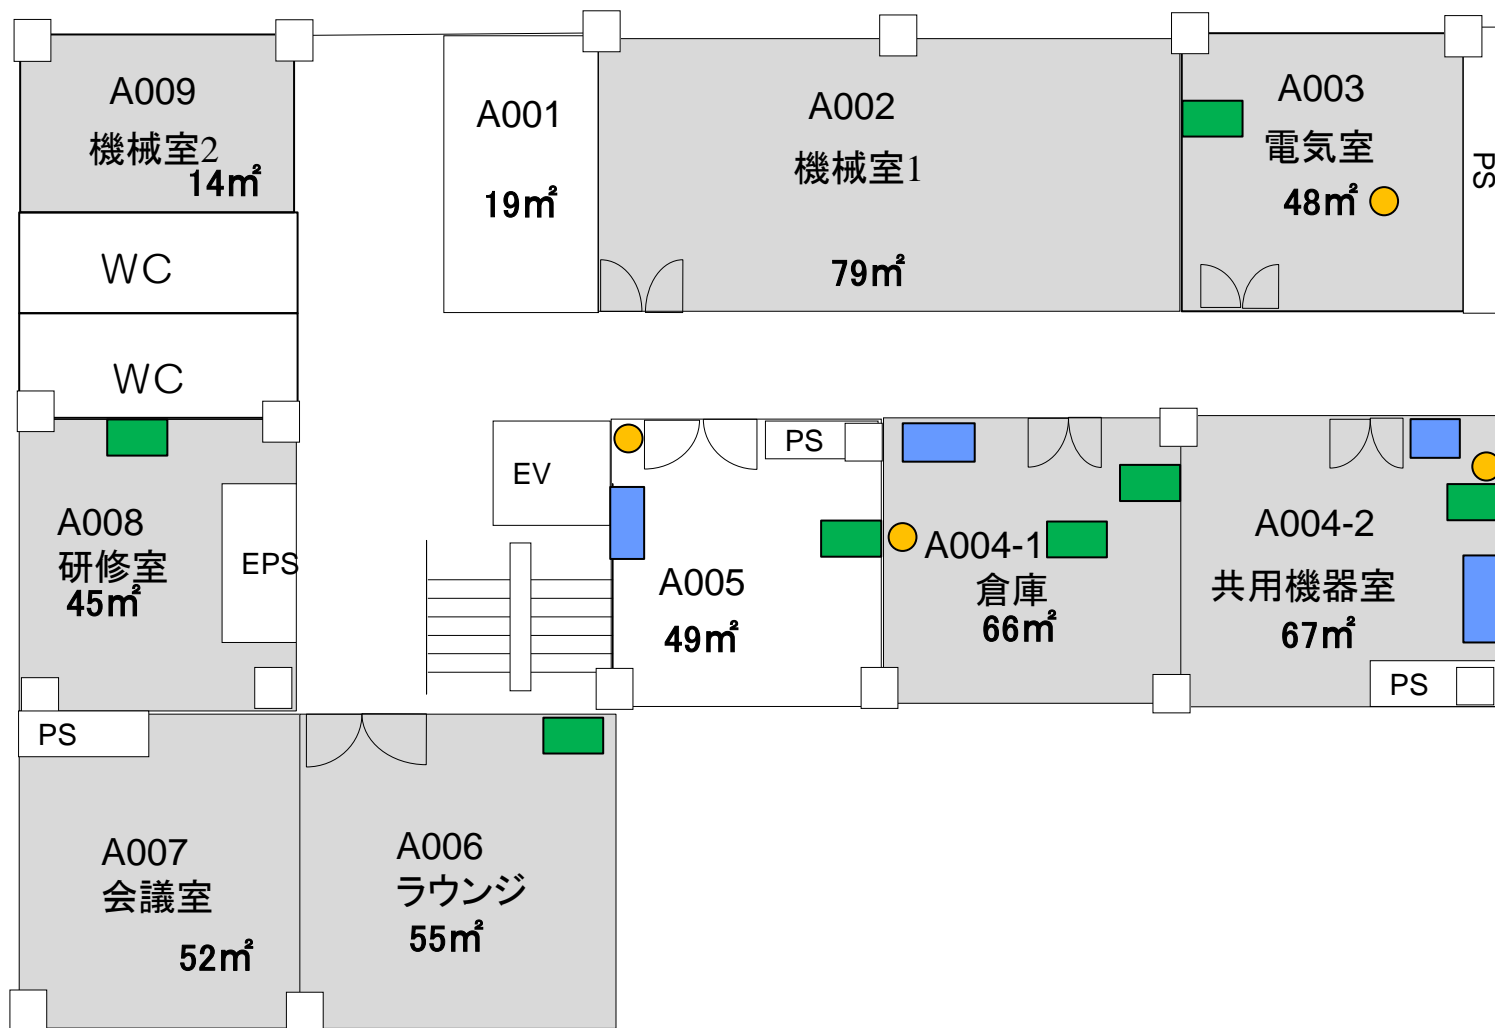 A009
機械室2
14㎡
WC
WC
A001
19㎡
A002
機械室1
79㎡
A003
電気室
48㎡
PS
A008
研修室
45㎡
EPS
EV
PS
A005
49㎡
A004-1
倉庫
66㎡
A004-2
共用機器室
67㎡
PS
PS
A007
会議室
52㎡
A006
ラウンジ
55㎡